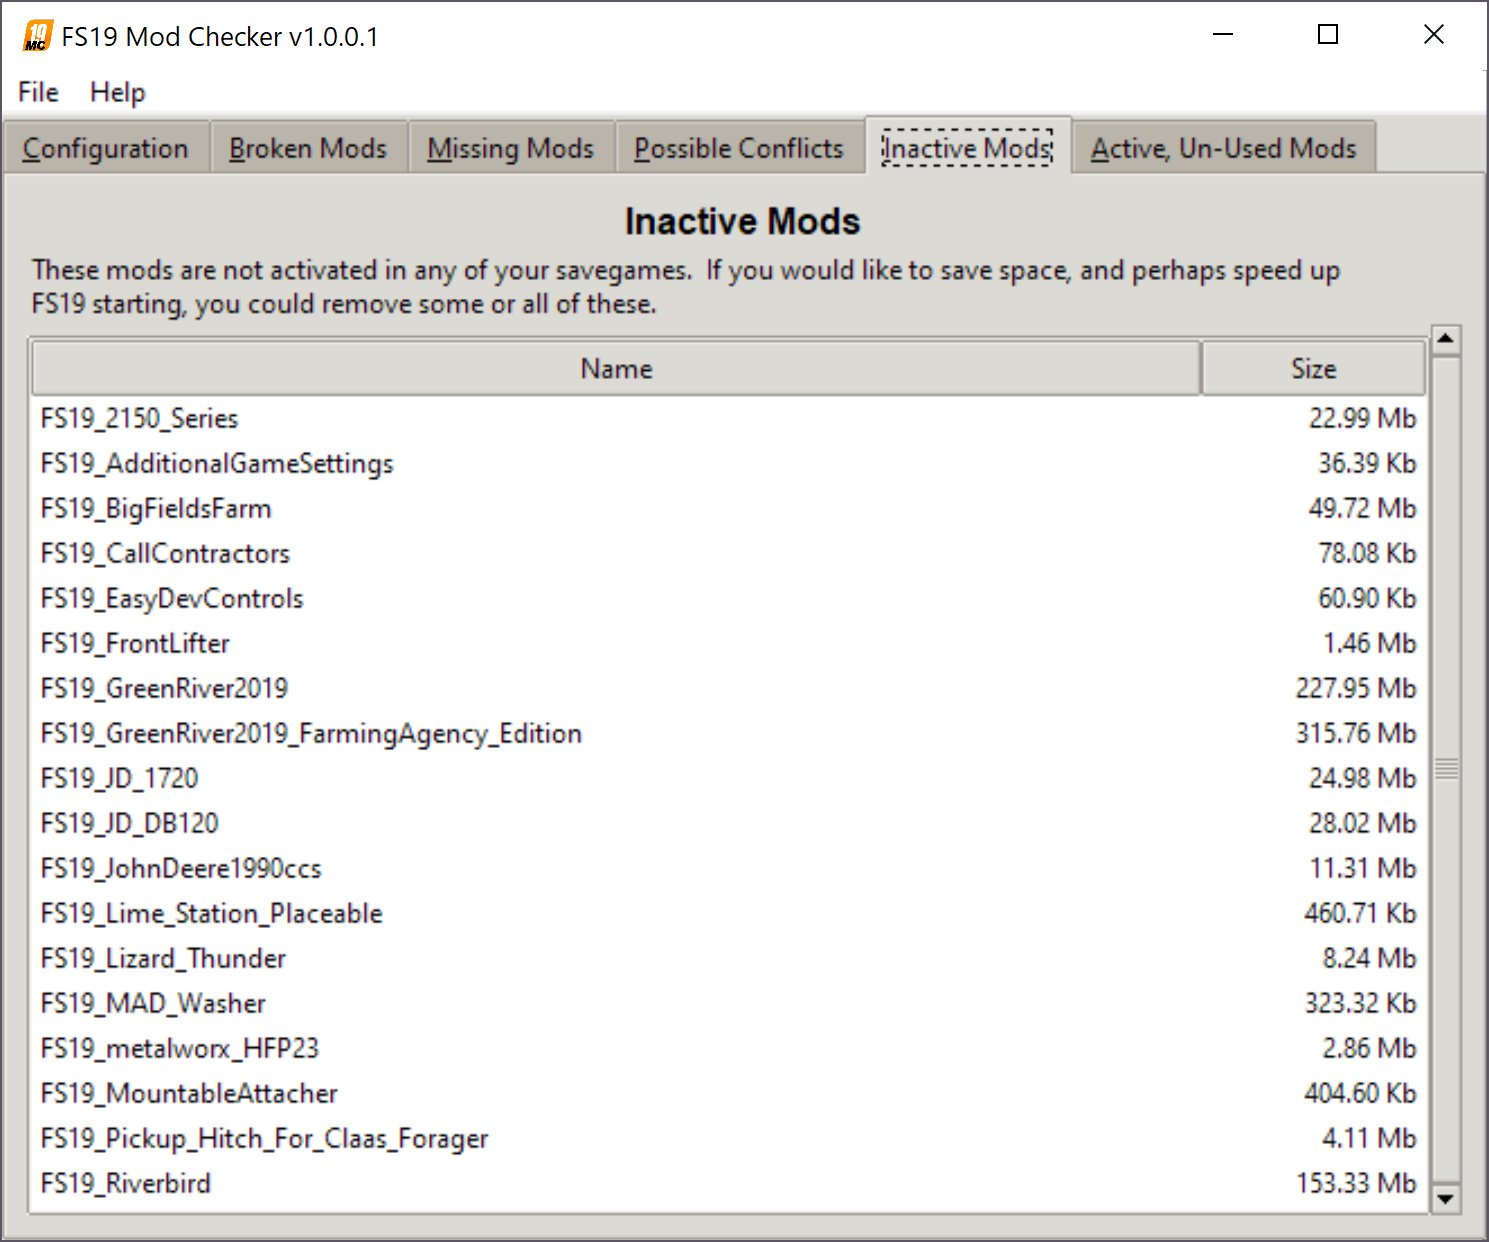 19
MC
FS19 Mod Checker v1.0.0.1
File Help
Configuration Broken Mods Missing Mods Possible Conflicts Inactive Mods Active, Un-Used Mods
Inactive Mods
These mods are not activated in any of your savegames.  If you would like to save space, and perhaps speed up
FS19 starting, you could remove some or all of these.
Name Size
FS19_2150_Series 22.99 Mb
FS19_AdditionalGameSettings 36.39 Kb
FS19_BigFieldsFarm 49.72 Mb
FS19_CallContractors 78.08 Kb
FS19_EasyDevControls 60.90 Kb
FS19_FrontLifter 1.46 Mb
FS19_GreenRiver2019 227.95 Mb
FS19_GreenRiver2019_FarmingAgency_Edition 315.76 Mb
FS19_JD_1720 24.98 Mb
FS19_JD_DB120 28.02 Mb
FS19_JohnDeere1990ccs 11.31 Mb
FS19_Lime_Station_Placeable 460.71 Kb
FS19_Lizard_Thunder 8.24 Mb
FS19_MAD_Washer 323.32 Kb
FS19_metalworx_HFP23 2.86 Mb
FS19_MountableAttacher 404.60 Kb
FS19_Pickup_Hitch_For_Claas_Forager 4.11 Mb
FS19_Riverbird 153.33 Mb